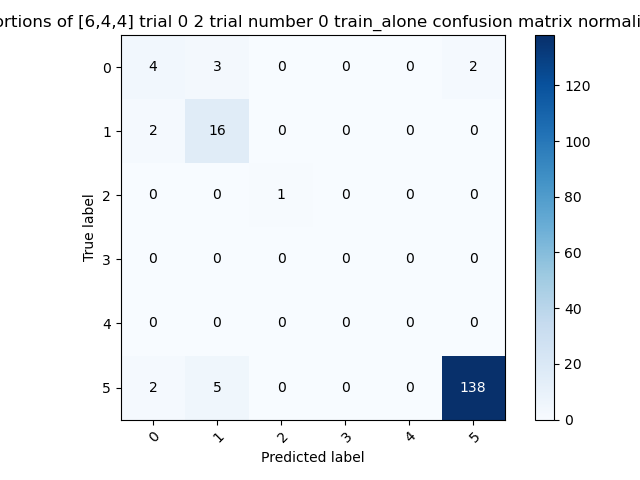 ortions of [6,4,4] trial 0 2 trial number 0 train_alone confusion matrix normali
0 4 3 0 0 0 2
1 2 16 0 0 0 0
2 0 0 1 0 0 0
3 0 0 0 0 0 0
4 0 0 0 0 0 0
5 2 5 0 0 0 138
0 1 2 3 4 5
True label
Predicted label
120
100
80
60
40
20
0